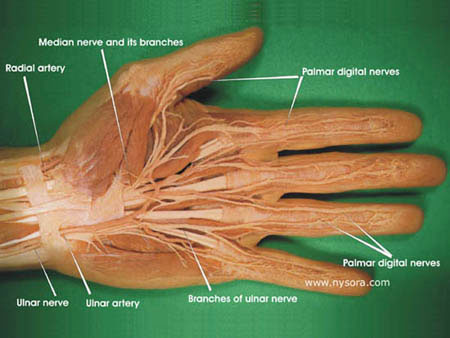 Median nerve and its branches
Radial artery
Palmar digital nerves
Palmar digital nerves
www.nysora.com
Ulnar nerve
Ulnar artery
Branches of ulnar nerve